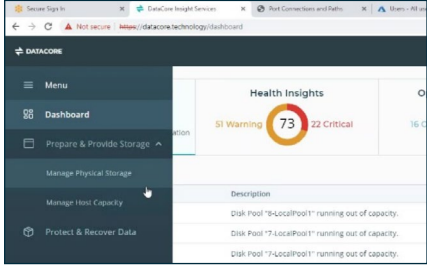 Secure Sign In
DataCore Insight Services
Port Connections and Paths
Users - All us
Not secure https://datacore.technology/dashboard
DATACORE
Menu
Dashboard
Prepare & Provide Storage
Manage Physical Storage
Manage Host Capacity
Protect & Recover Data
ation
Health Insights
51 Warning 73 22 Critical
O
16 C
Description
Disk Pool "8-LocalPool1" running out of capacity.
Disk Pool "7-LocalPool1" running out of capacity.
Disk Pool "7-LocalPool1" running out of capacity.